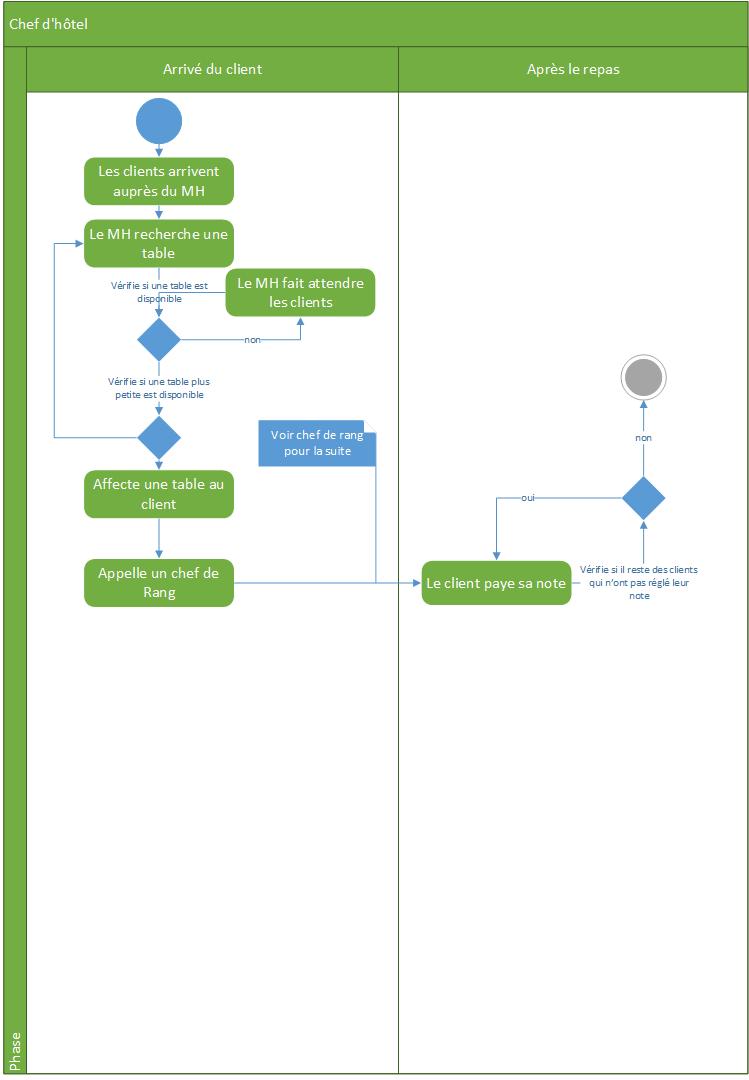 Chef d'hôtel
Arrivé du client
Après le repas
Les clients arrivent
auprès du MH
Le MH recherche une
table
Vérifie si une table est
disponible
Le MH fait attendre
les clients
non
Vérifie si une table plus
petite est disponible
Voir chef de rang
pour la suite
Affecte une table au
client
Appelle un chef de
Rang
non
oui
Le client paye sa note
Vérifie si il reste des clients
qui n'ont pas réglé leur
note
Phase